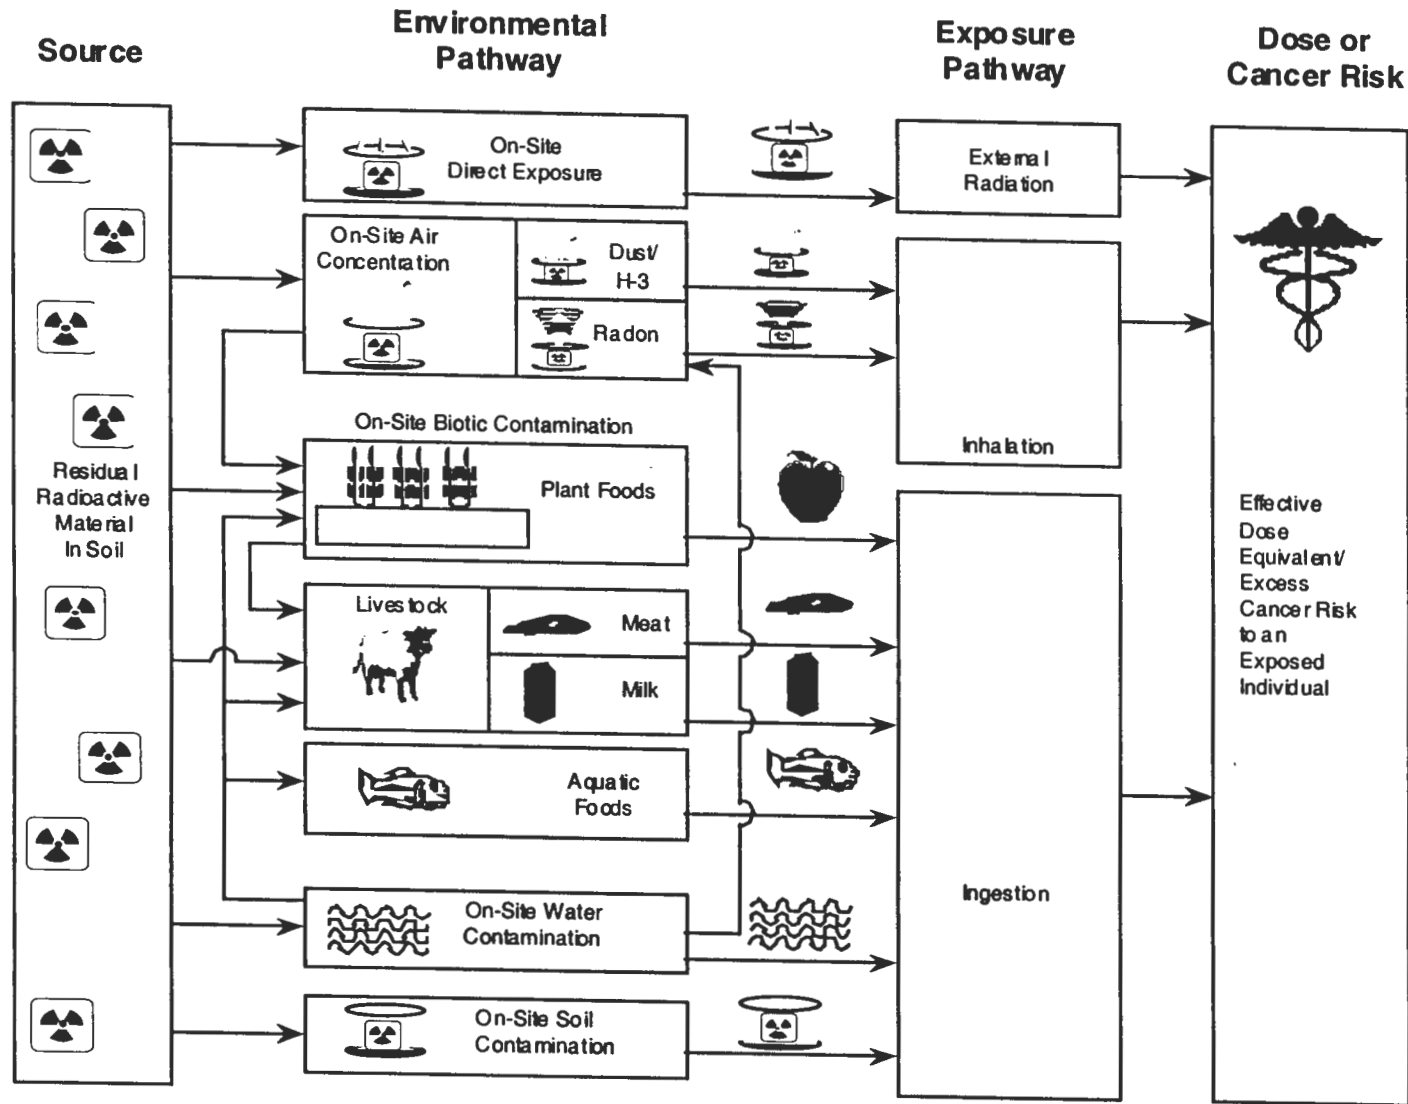 Source
Environmental
Pathway
Exposure
Pathway
Dose or
Cancer Risk
Residual
Radioactive
Material
In Soil
On-Site
Direct Exposure
On-Site Air
Concentration
Dust/
H-3
Radon
On-Site Biotic Contamination
Plant Foods
Livestock
Meat
Milk
Aquatic
Foods
On-Site Water
Contamination
On-Site Soil
Contamination
External
Radiation
Inhalation
Ingestion
Effective
Dose
Equivalent/
Excess
Cancer Risk
to an
Exposed
Individual